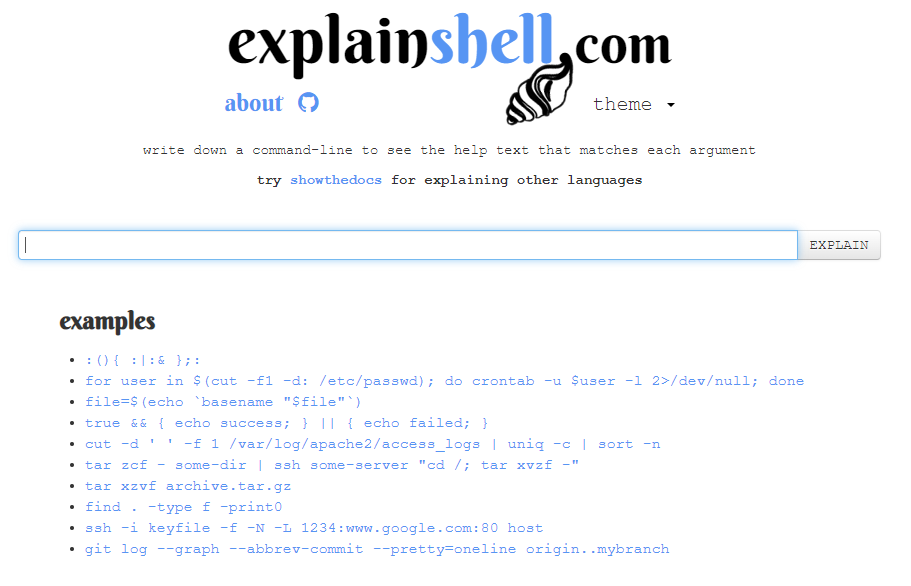 explainshell.com
about theme
write down a command-line to see the help text that matches each argument
try showthedocs for explaining other languages
EXPLAIN
examples
:(){ :|:& };:
for user in $(cut -f1 -d: /etc/passwd); do crontab -u $user -l 2>/dev/null; done
file=$(echo `basename "$file"`)
true && { echo success; } || { echo failed; }
cut -d ' ' -f 1 /var/log/apache2/access_logs | uniq -c | sort -n
tar zcf - some-dir | ssh some-server "cd /; tar xvzf -"
tar xzvf archive.tar.gz
find . -type f -print0
ssh -i keyfile -f -N -L 1234:www.google.com:80 host
git log --graph --abbrev-commit --pretty=oneline origin..mybranch